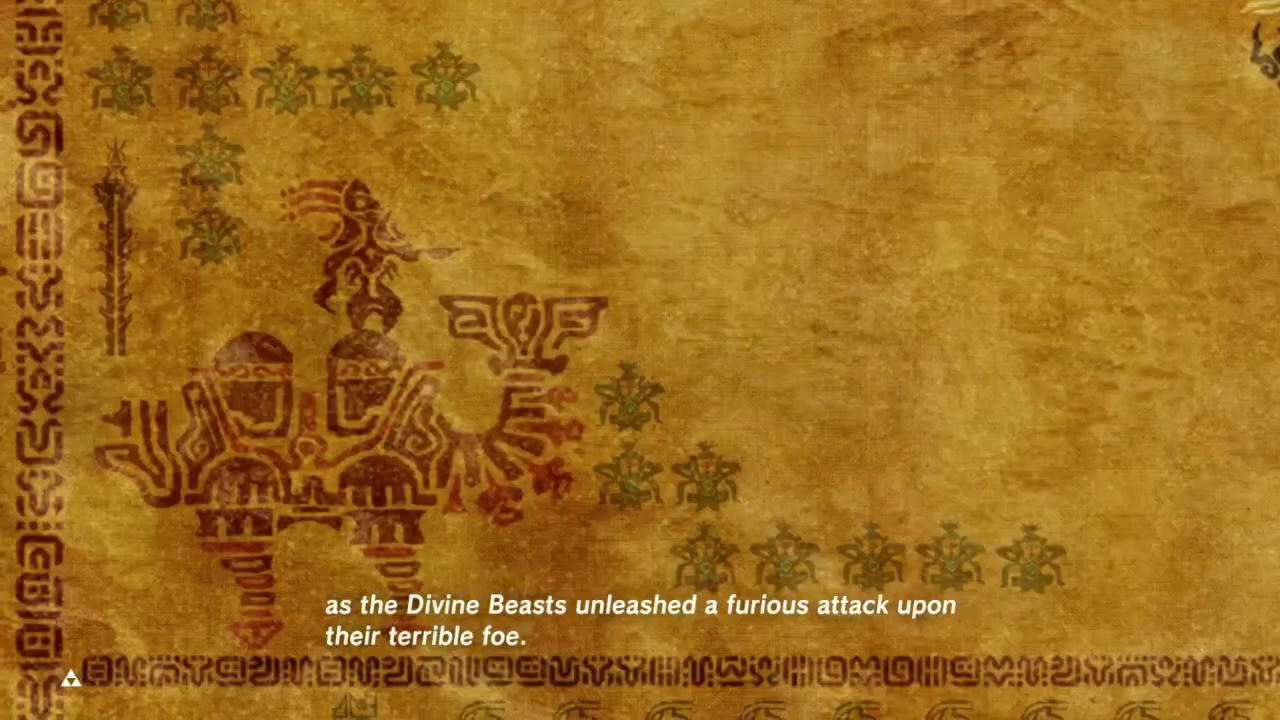 as the Divine Beasts unleashed a furious attack upon
their terrible foe.